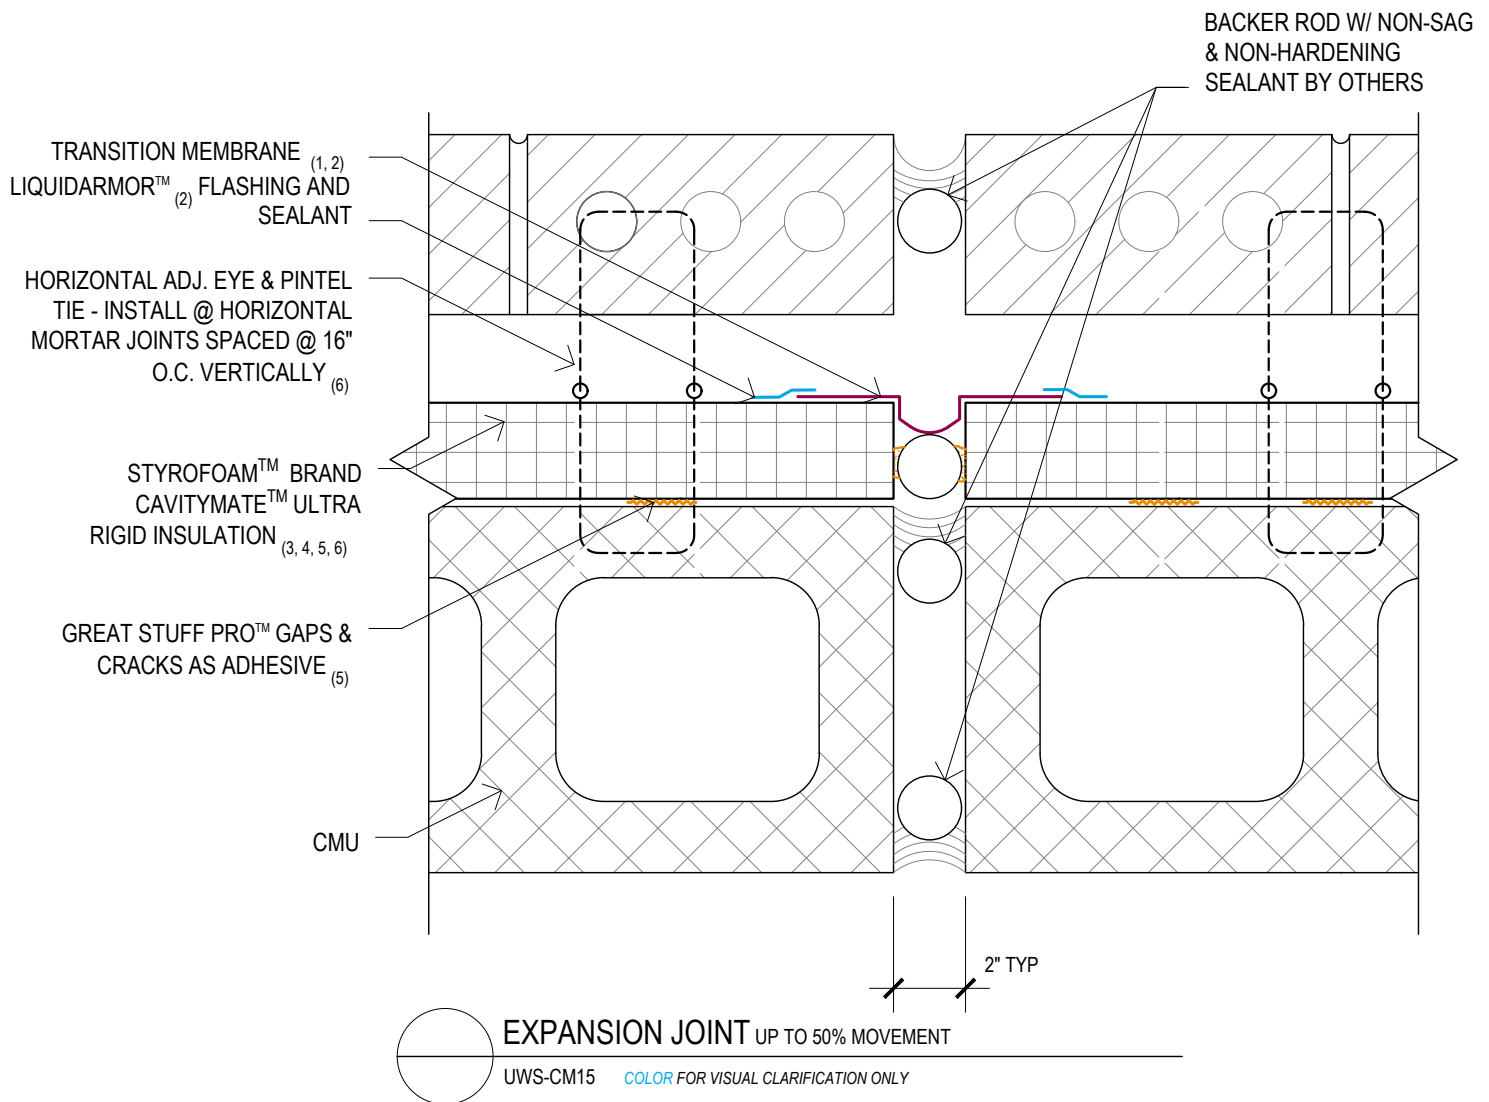 BACKER ROD W/ NON-SAG
& NON-HARDENING
SEALANT BY OTHERS
TRANSITION MEMBRANE (1, 2)
LIQUIDARMOR™ (2) FLASHING AND
SEALANT
HORIZONTAL ADJ. EYE & PINTEL
TIE - INSTALL @ HORIZONTAL
MORTAR JOINTS SPACED @ 16"
O.C. VERTICALLY (6)
STYROFOAM™ BRAND
CAVITYMATE™ ULTRA
RIGID INSULATION (3, 4, 5, 6)
GREAT STUFF PRO™ GAPS &
CRACKS AS ADHESIVE (5)
CMU
2" TYP
EXPANSION JOINT UP TO 50% MOVEMENT
UWS-CM15 COLOR FOR VISUAL CLARIFICATION ONLY